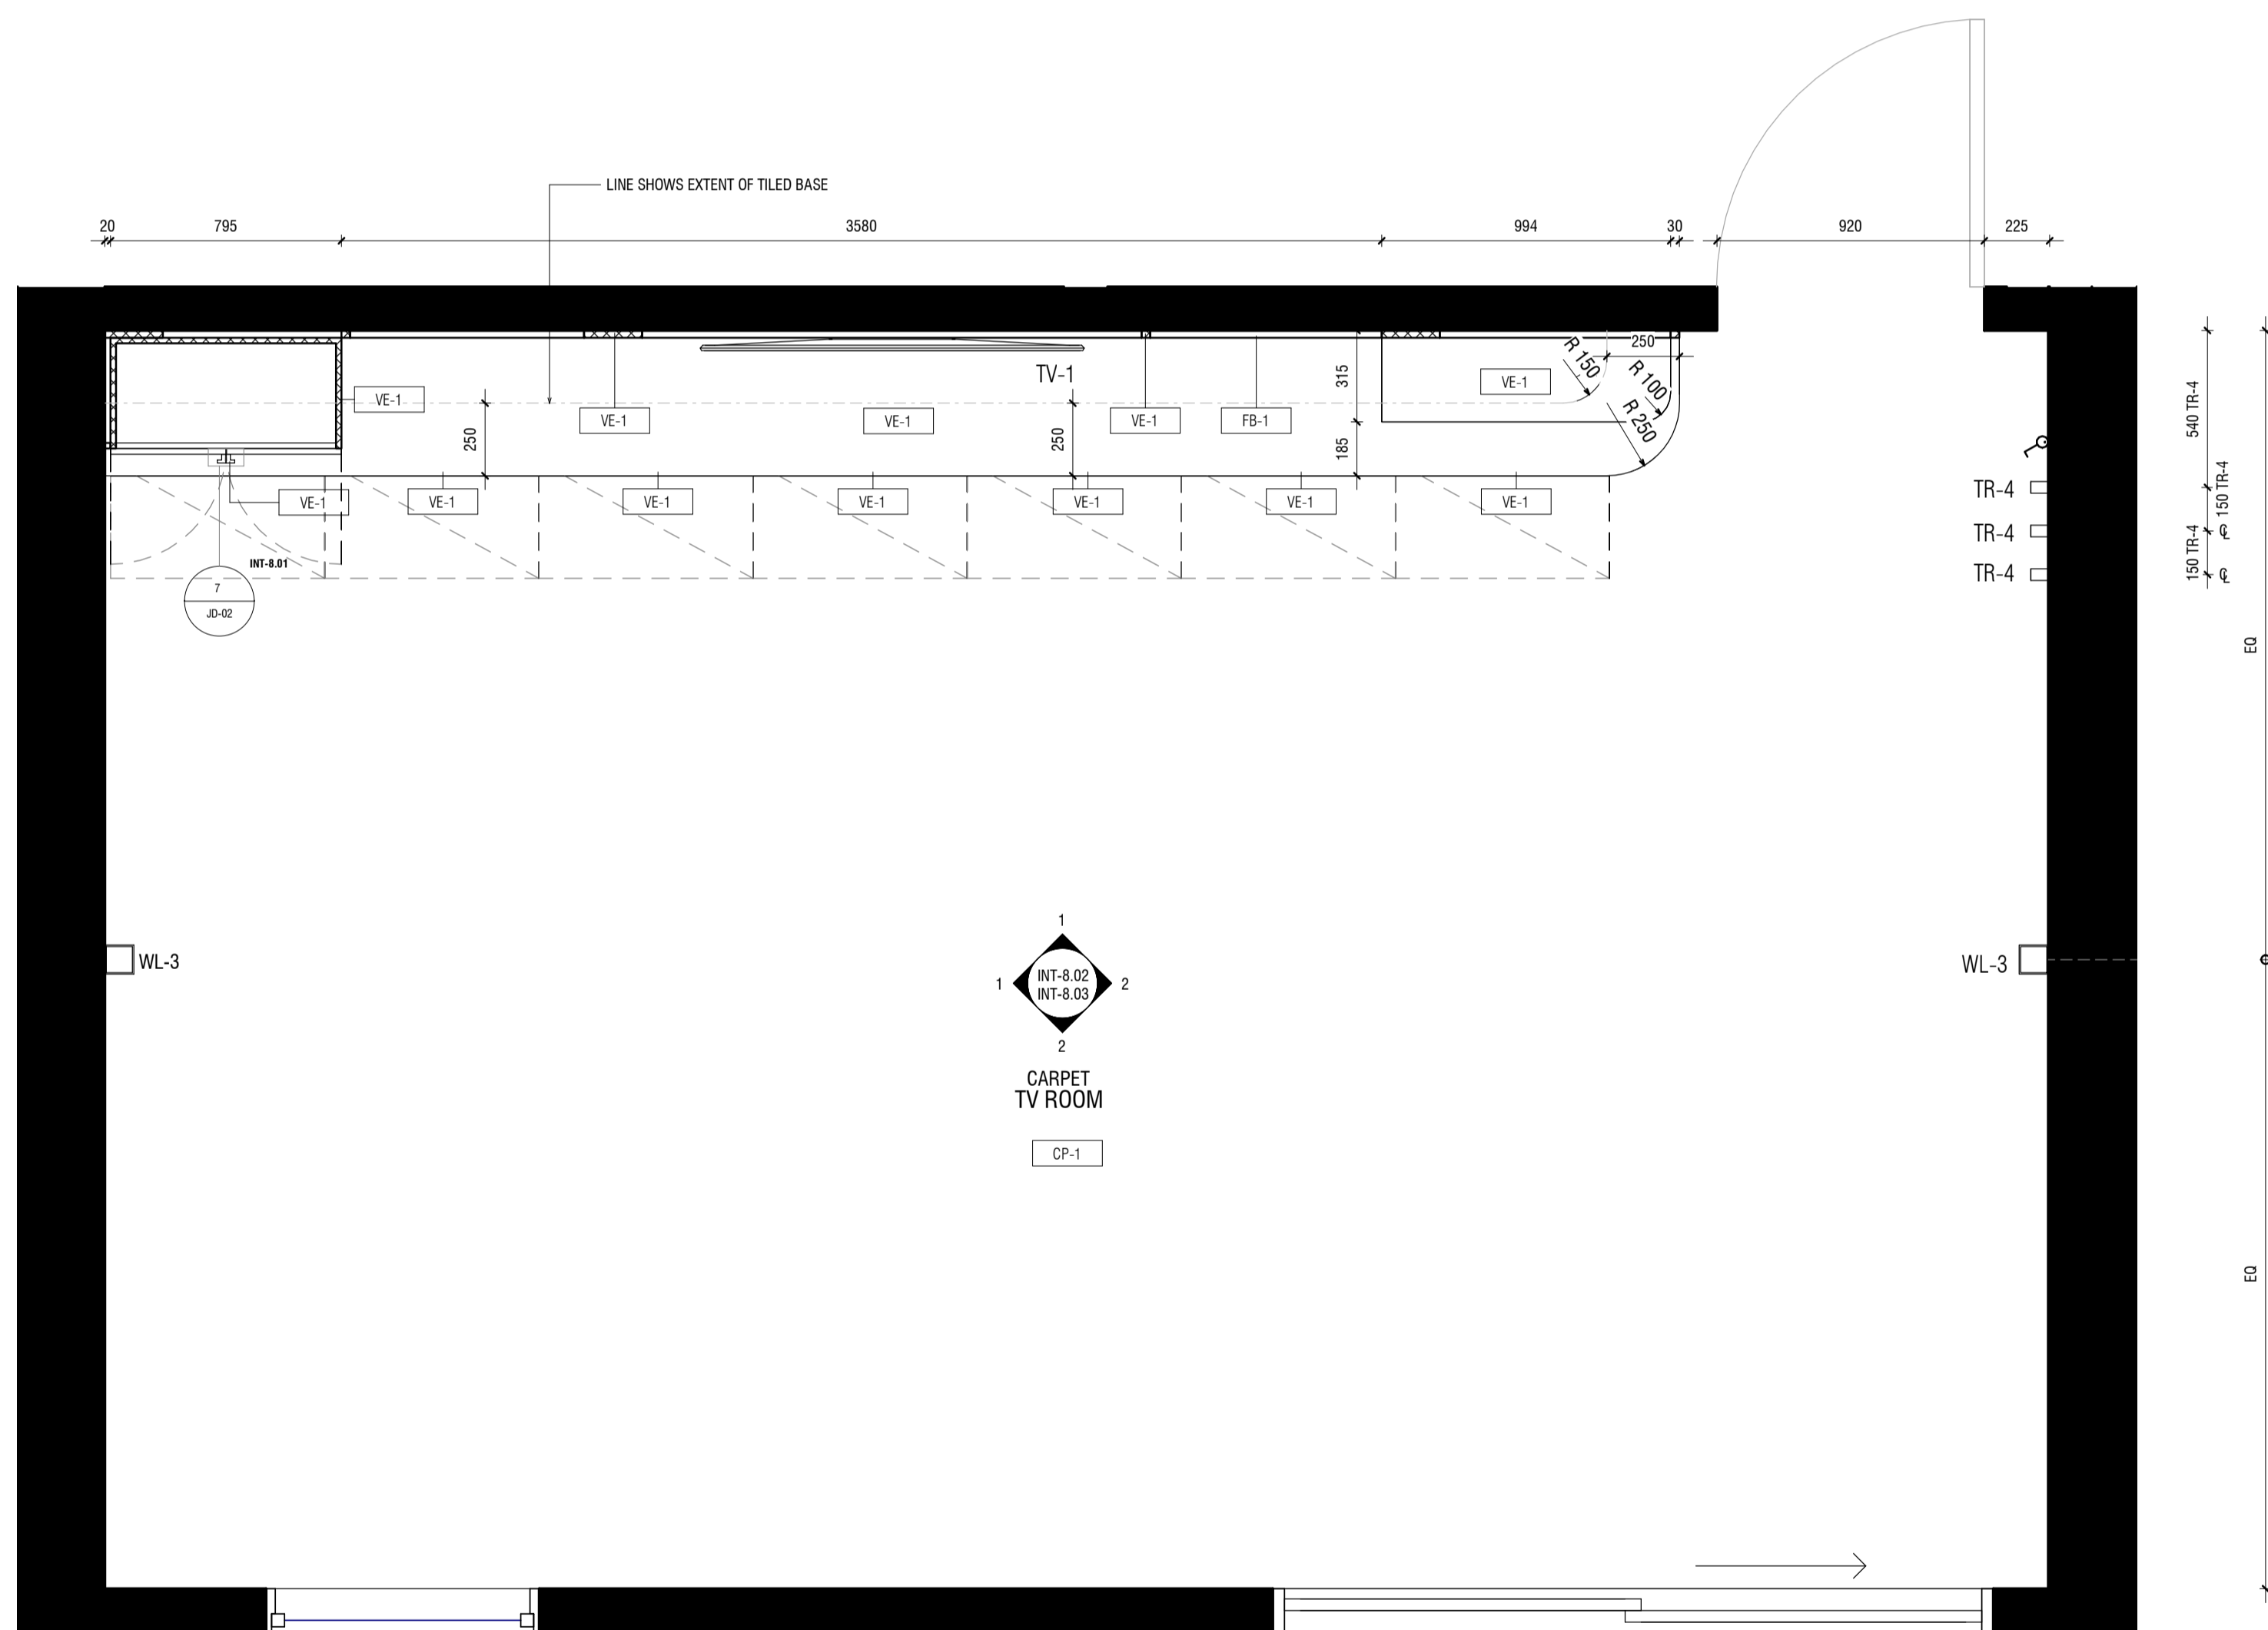 LINE SHOWS EXTENT OF TILED BASE
20
795
3580
994
30
920
225
250
R 150
R 100
R 250
315
185
TV-1
VE-1
VE-1
VE-1
VE-1
FB-1
VE-1
250
250
VE-1
VE-1
VE-1
VE-1
VE-1
VE-1
VE-1
INT-8.01
7
JD-02
TR-4
TR-4
TR-4
540 TR-4
150 TR-4
150 TR-4
℄
℄
EQ
WL-3
WL-3
1
1
INT-8.02
INT-8.03
2
2
CARPET
TV ROOM
CP-1
EQ